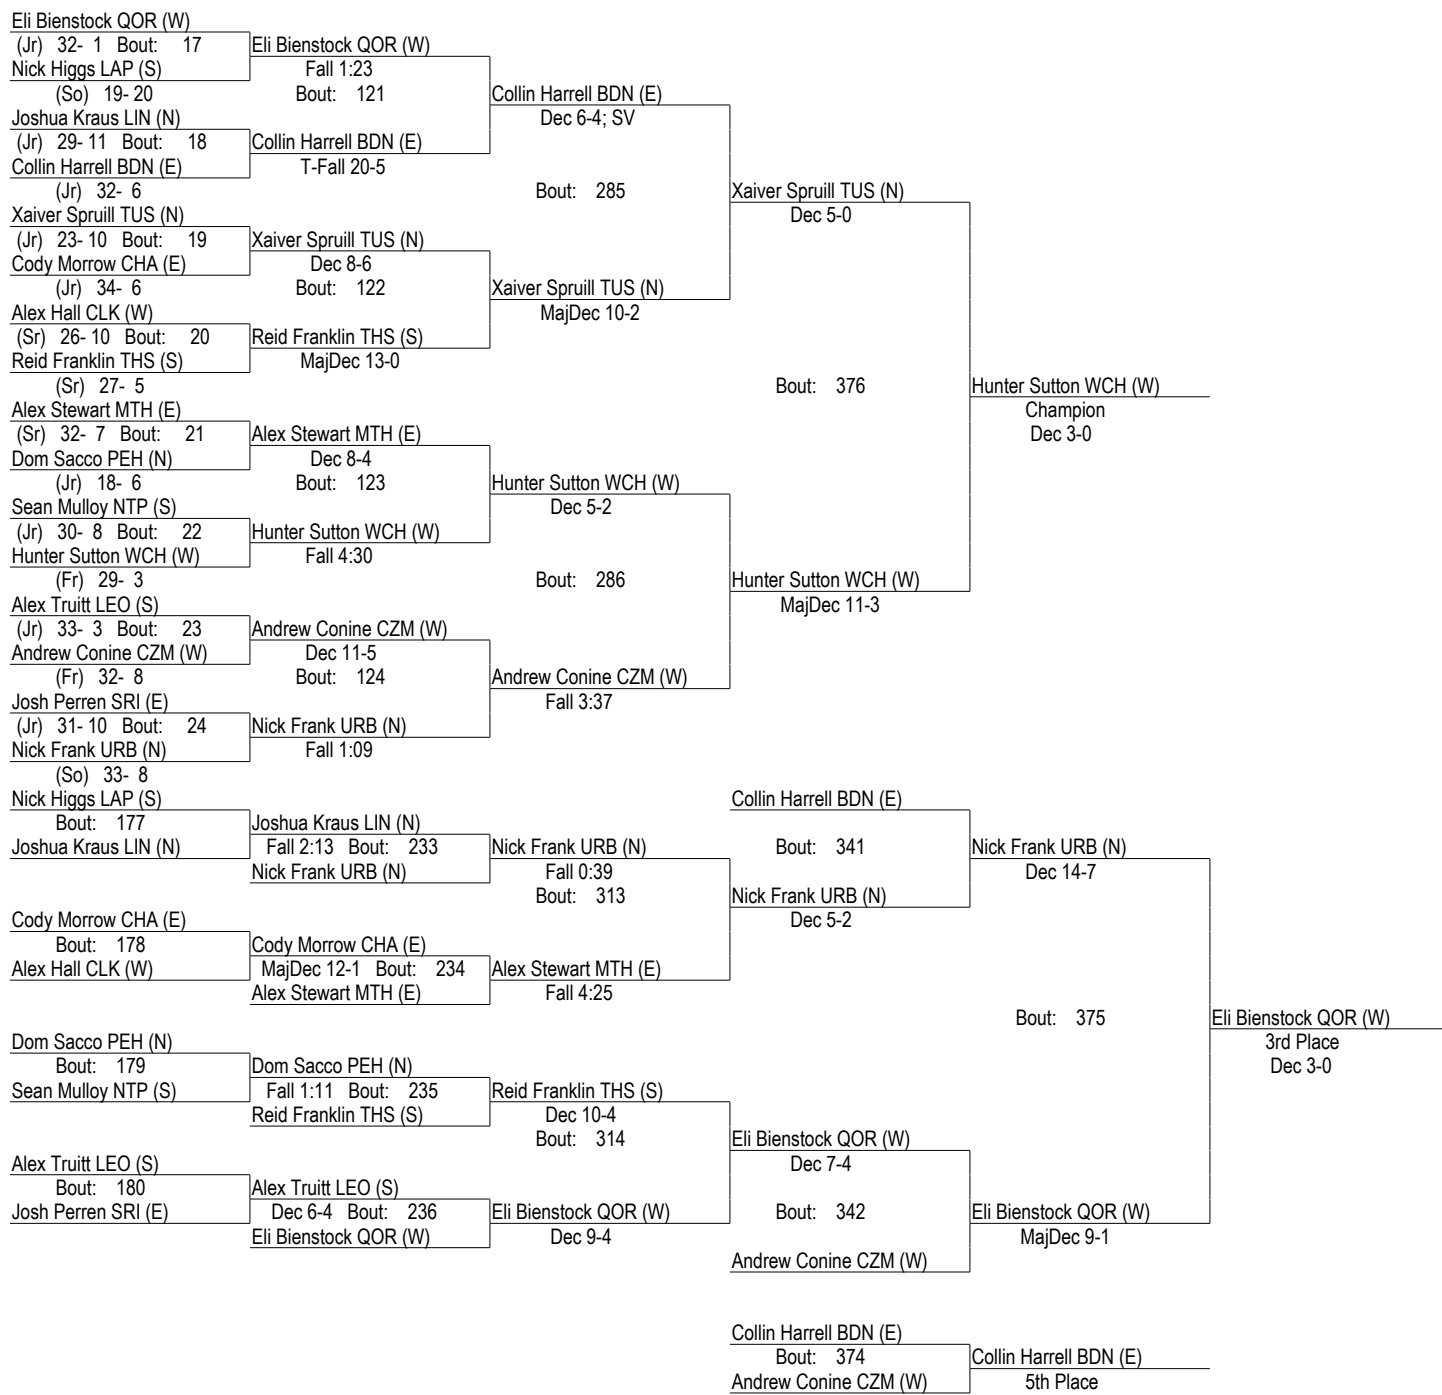 Eli Bienstock QOR (W)
(Jr) 32- 1 Bout: 17 Eli Bienstock QOR (W)
Nick Higgs LAP (S) Fall 1:23
(So) 19- 20 Bout: 121 Collin Harrell BDN (E)
Joshua Kraus LIN (N) Dec 6-4; SV
(Jr) 29- 11 Bout: 18 Collin Harrell BDN (E)
Collin Harrell BDN (E) T-Fall 20-5
(Jr) 32- 6 Bout: 285 Xaiver Spruill TUS (N)
Xaiver Spruill TUS (N) Dec 5-0
(Jr) 23- 10 Bout: 19 Xaiver Spruill TUS (N)
Cody Morrow CHA (E) Dec 8-6
(Jr) 34- 6 Bout: 122 Xaiver Spruill TUS (N)
Alex Hall CLK (W) MajDec 10-2
(Sr) 26- 10 Bout: 20 Reid Franklin THS (S)
Reid Franklin THS (S) MajDec 13-0
(Sr) 27- 5 Bout: 376 Hunter Sutton WCH (W)
Alex Stewart MTH (E) Champion
(Sr) 32- 7 Bout: 21 Alex Stewart MTH (E) Dec 3-0
Dom Sacco PEH (N) Dec 8-4
(Jr) 18- 6 Bout: 123 Hunter Sutton WCH (W)
Sean Mulloy NTP (S) Dec 5-2
(Jr) 30- 8 Bout: 22 Hunter Sutton WCH (W)
Hunter Sutton WCH (W) Fall 4:30
(Fr) 29- 3 Bout: 286 Hunter Sutton WCH (W)
Alex Truitt LEO (S) MajDec 11-3
(Jr) 33- 3 Bout: 23 Andrew Conine CZM (W)
Andrew Conine CZM (W) Dec 11-5
(Fr) 32- 8 Bout: 124 Andrew Conine CZM (W)
Josh Perren SRI (E) Fall 3:37
(Jr) 31- 10 Bout: 24 Nick Frank URB (N)
Nick Frank URB (N) Fall 1:09
(So) 33- 8
Nick Higgs LAP (S) Collin Harrell BDN (E)
Bout: 177 Joshua Kraus LIN (N)
Joshua Kraus LIN (N) Fall 2:13 Bout: 233 Nick Frank URB (N) Bout: 341 Nick Frank URB (N)
Nick Frank URB (N) Fall 0:39 Dec 14-7
Bout: 313 Nick Frank URB (N)
Cody Morrow CHA (E) Dec 5-2
Bout: 178 Cody Morrow CHA (E)
Alex Hall CLK (W) MajDec 12-1 Bout: 234 Alex Stewart MTH (E)
Alex Stewart MTH (E) Fall 4:25
Bout: 375 Eli Bienstock QOR (W)
Dom Sacco PEH (N) 3rd Place
Bout: 179 Dom Sacco PEH (N) Dec 3-0
Sean Mulloy NTP (S) Fall 1:11 Bout: 235 Reid Franklin THS (S)
Reid Franklin THS (S) Dec 10-4
Bout: 314 Eli Bienstock QOR (W)
Alex Truitt LEO (S) Dec 7-4
Bout: 180 Alex Truitt LEO (S)
Josh Perren SRI (E) Dec 6-4 Bout: 236 Eli Bienstock QOR (W) Bout: 342 Eli Bienstock QOR (W)
Eli Bienstock QOR (W) Dec 9-4 MajDec 9-1
Andrew Conine CZM (W)
Collin Harrell BDN (E)
Bout: 374 Collin Harrell BDN (E)
Andrew Conine CZM (W) 5th Place